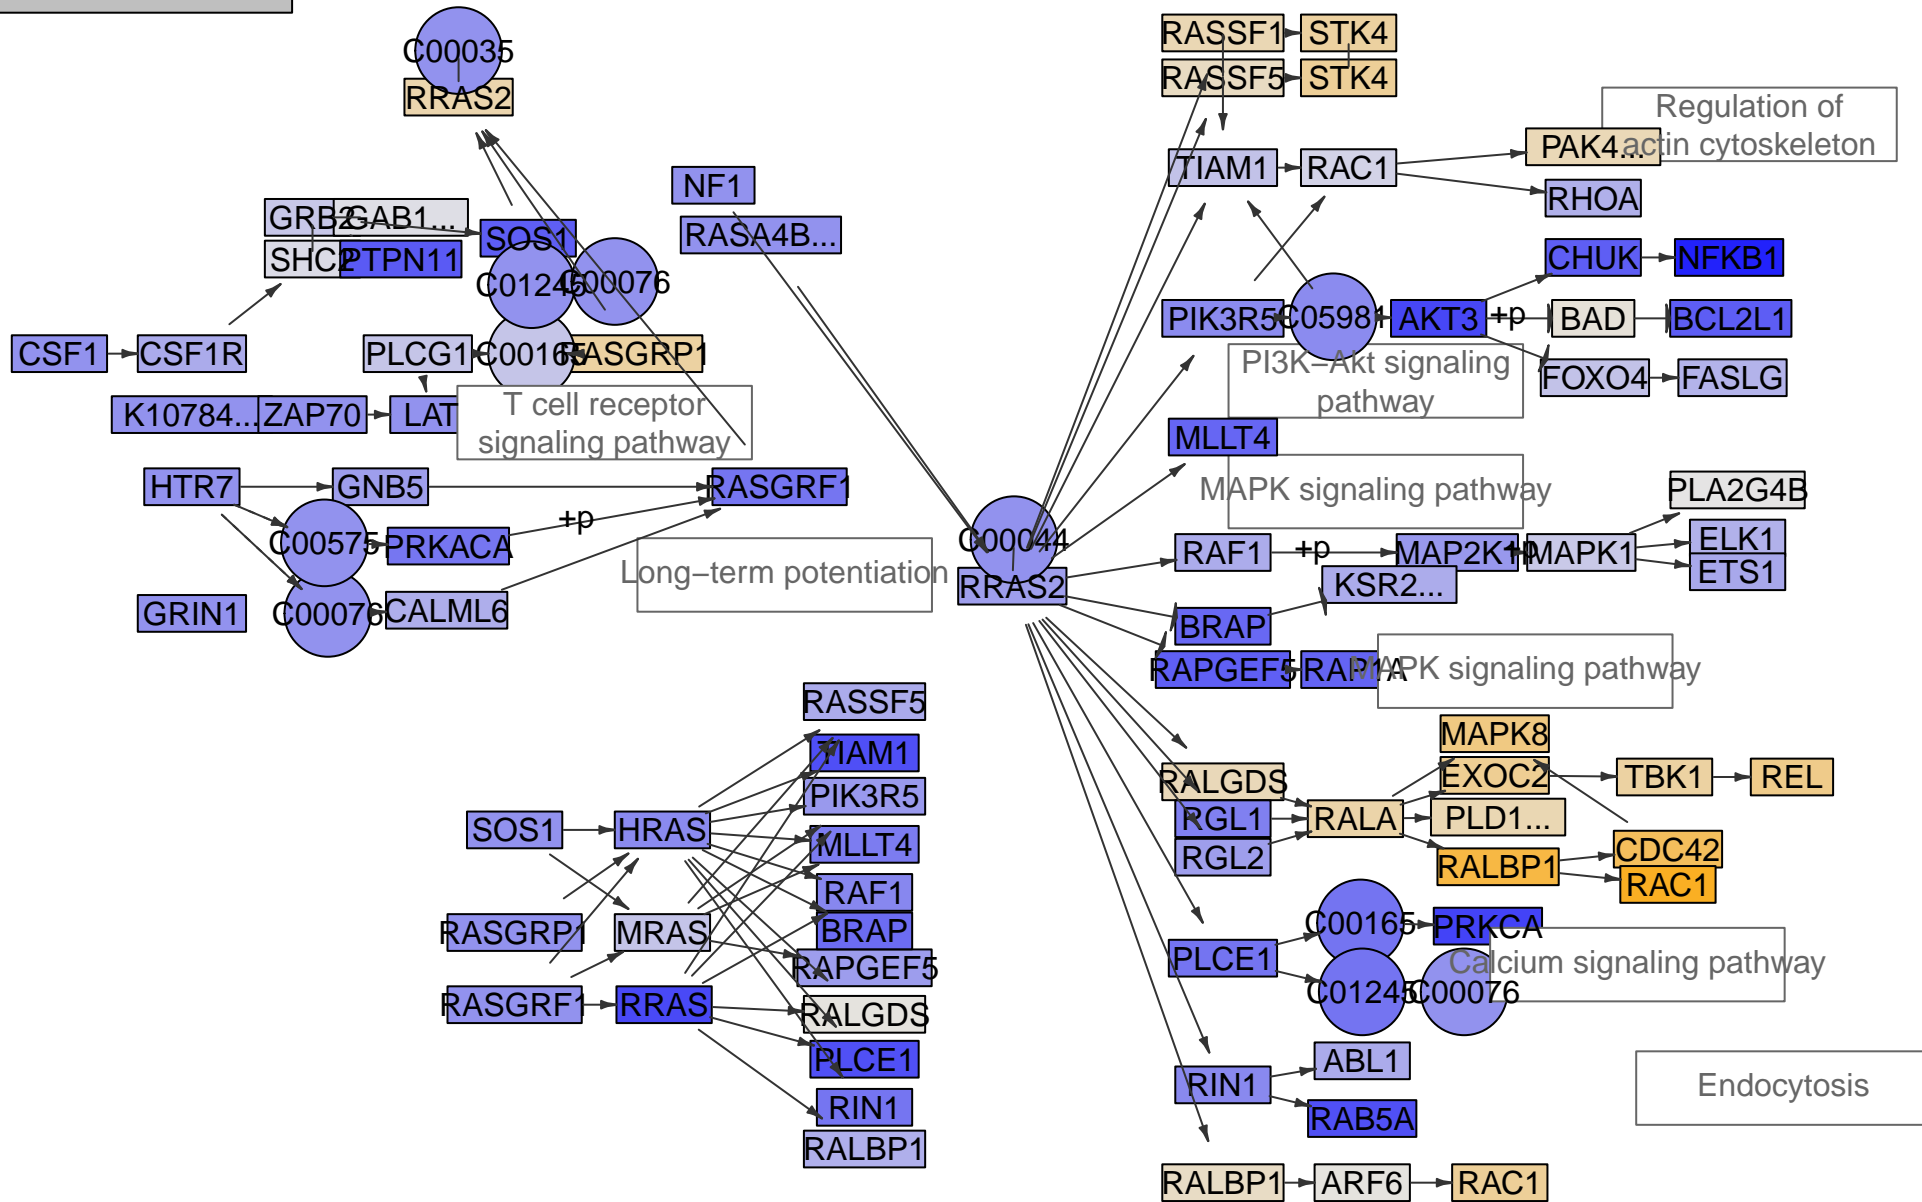 C00035
RRAS2
NF1
RASA4B...
GRB2
GAB1...
SOS1
SHC2
PTPN11
C01245
C00076
CSF1
CSF1R
PLCG1
C00165
RASGRP1
K10784...
ZAP70
LAT
T cell receptor
signaling pathway
HTR7
GNB5
RASGRF1
C00575
PRKACA
+p
GRIN1
C00076
CALML6
Long−term potentiation
C00044
RRAS2
RASSF1
STK4
RASSF5
STK4
Regulation of
actin cytoskeleton
PAK4...
TIAM1
RAC1
RHOA
CHUK
NFKB1
PIK3R5
C05981
AKT3
+p
BAD
BCL2L1
PI3K−Akt signaling
pathway
FOXO4
FASLG
MLLT4
MAPK signaling pathway
PLA2G4B
RAF1
+p
MAP2K1
+p
MAPK1
ELK1
ETS1
KSR2...
BRAP
RAPGEF5
RAP1A
MAPK signaling pathway
MAPK8
RALGDS
EXOC2
TBK1
REL
RGL1
RALA
PLD1...
RGL2
RALBP1
CDC42
RAC1
C00165
PRKCA
PLCE1
Calcium signaling pathway
C01245
C00076
RIN1
ABL1
RAB5A
Endocytosis
RALBP1
ARF6
RAC1
RASSF5
TIAM1
PIK3R5
SOS1
HRAS
MLLT4
RAF1
RASGRP1
MRAS
BRAP
RAPGEF5
RASGRF1
RRAS
RALGDS
PLCE1
RIN1
RALBP1